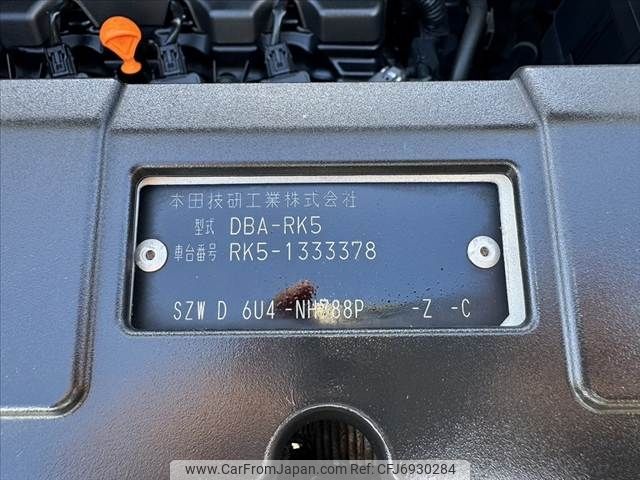 本田技研工業株式会社
型式 DBA-RK5
車台番号 RK5-1333378
SZW D 6U4 -NH788P -Z -C
www.CarFromJapan.com | Ref.No: CFJ6930284